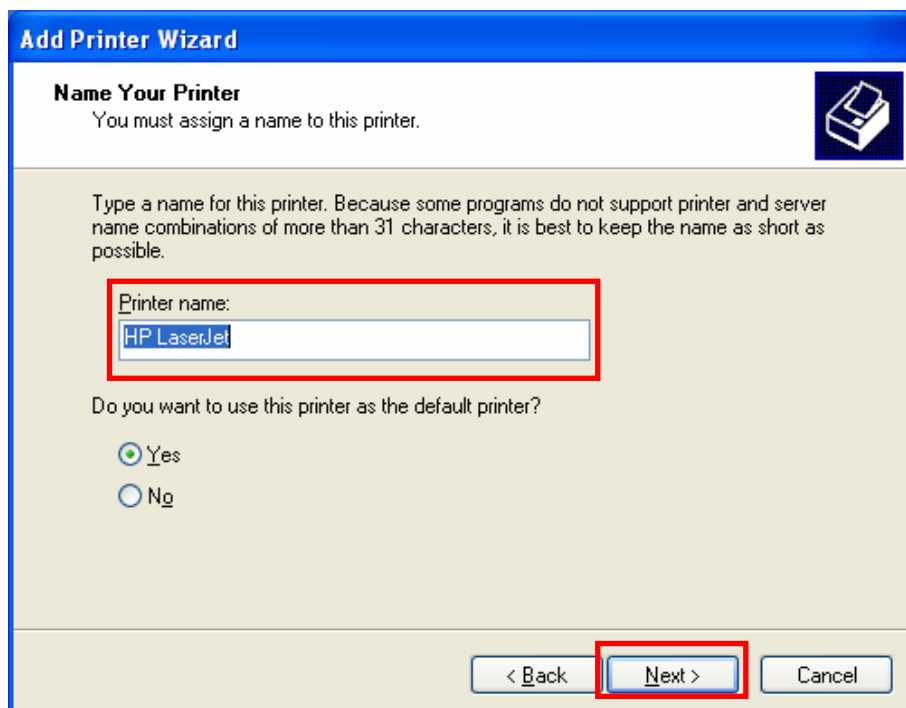 Add Printer Wizard
Name Your Printer
You must assign a name to this printer.
Type a name for this printer. Because some programs do not support printer and server
name combinations of more than 31 characters, it is best to keep the name as short as
possible.
Printer name:
HP LaserJet
Do you want to use this printer as the default printer?
Yes
No
< Back Next > Cancel